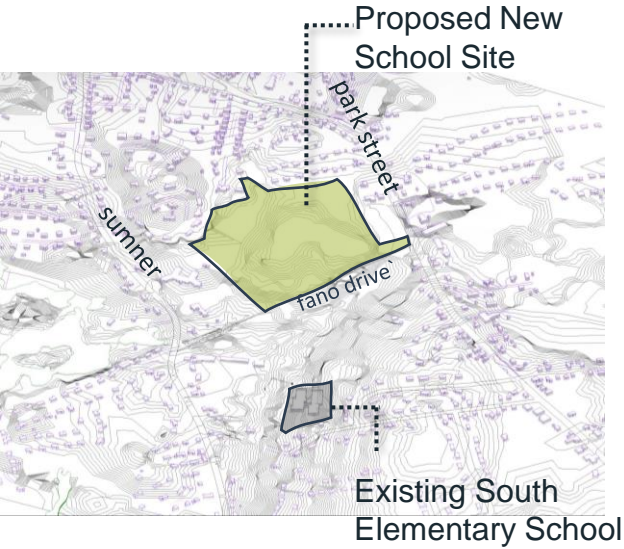 Proposed New
School Site
park street
sumner
fano drive`
Existing South
Elementary School